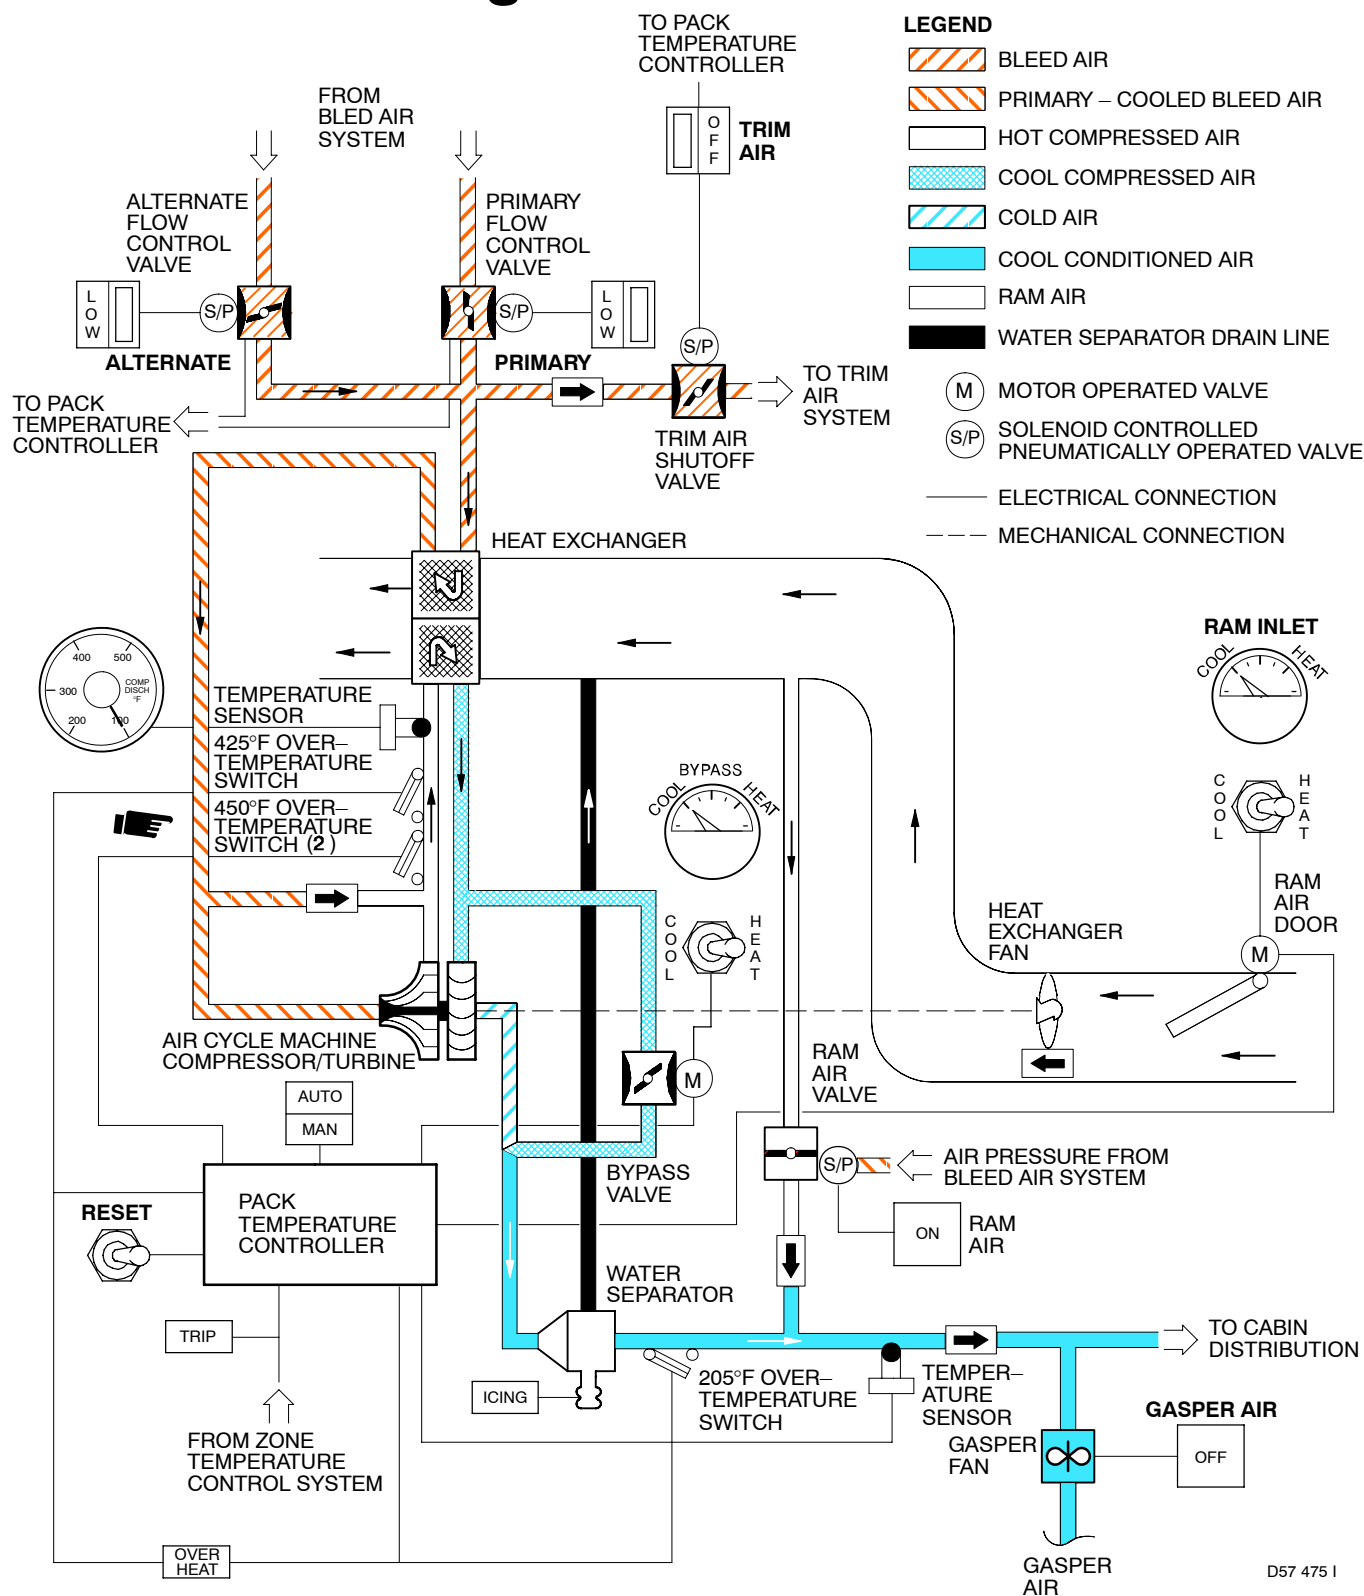 TO PACK
TEMPERATURE
CONTROLLER
LEGEND
BLEED AIR
PRIMARY – COOLED BLEED AIR
HOT COMPRESSED AIR
COOL COMPRESSED AIR
COLD AIR
COOL CONDITIONED AIR
RAM AIR
WATER SEPARATOR DRAIN LINE
M
MOTOR OPERATED VALVE
S/P
SOLENOID CONTROLLED
PNEUMATICALLY OPERATED VALVE
ELECTRICAL CONNECTION
MECHANICAL CONNECTION
FROM
BLED AIR
SYSTEM
OFF
TRIM
AIR
ALTERNATE
FLOW
CONTROL
VALVE
PRIMARY
FLOW
CONTROL
VALVE
LOW
S/P
S/P
LOW
S/P
ALTERNATE
PRIMARY
TO TRIM
AIR
SYSTEM
TO PACK
TEMPERATURE
CONTROLLER
TRIM AIR
SHUTOFF
VALVE
HEAT EXCHANGER
400
500
300
200
100
COMP
DISCH
°F
TEMPERATURE
SENSOR
425°F OVER–
TEMPERATURE
SWITCH
450°F OVER–
TEMPERATURE
SWITCH (2)
RAM INLET
COOL
HEAT
COOL
HEAT
BYPASS
COOL
HEAT
COOL
HEAT
RAM
AIR
DOOR
M
HEAT
EXCHANGER
FAN
AIR CYCLE MACHINE
COMPRESSOR/TURBINE
M
RAM
AIR
VALVE
AUTO
MAN
PACK
TEMPERATURE
CONTROLLER
RESET
BYPASS
VALVE
S/P
AIR PRESSURE FROM
BLEED AIR SYSTEM
ON
RAM
AIR
WATER
SEPARATOR
TRIP
ICING
205°F OVER–
TEMPERATURE
SWITCH
TEMPER–
ATURE
SENSOR
TO CABIN
DISTRIBUTION
FROM ZONE
TEMPERATURE
CONTROL SYSTEM
GASPER
FAN
GASPER AIR
OFF
OVER
HEAT
GASPER
AIR
D57 475 I